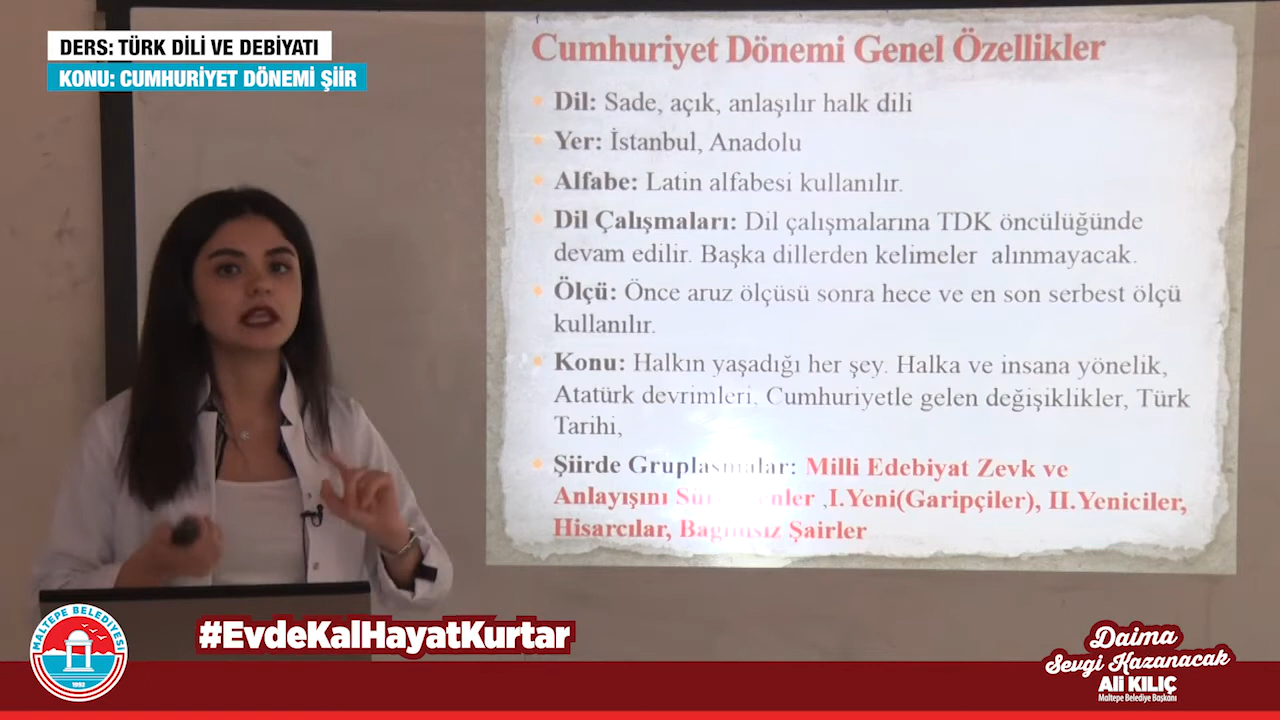 DERS: TÜRK DİLİ VE DEBİYATI
KONU: CUMHURİYET DÖNEMİ ŞİİR
Cumhuriyet Dönemi Genel Özellikler
Dil: Sade, açık, anlaşılır halk dili
Yer: İstanbul, Anadolu
Alfabe: Latin alfabesi kullanılır.
Dil Çalışmaları: Dil çalışmalarına TDK öncülüğünde
devam edilir. Başka dillerden kelimeler alınmayacak.
Ölçü: Önce aruz ölçüsü sonra hece ve en son serbest ölçü
kullanılır.
Konu: Halkın yaşadığı her şey. Halka ve insana yönelik,
Atatürk devrimleri, Cumhuriyetle gelen değişiklikler, Türk
Tarihi,
Şiirde Gruplaşmalar: Milli Edebiyat Zevk ve
Anlayışını ,I.Yeni(Garipçiler), II.Yeniciler,
Hisarcılar, Bağımsız Şairler
MALTEPE BELEDİYESİ
1992
#EvdeKalHayatKurtar
Daima
Sevgi Kazanacak
Ali KILIÇ
Maltepe Belediye Başkanı